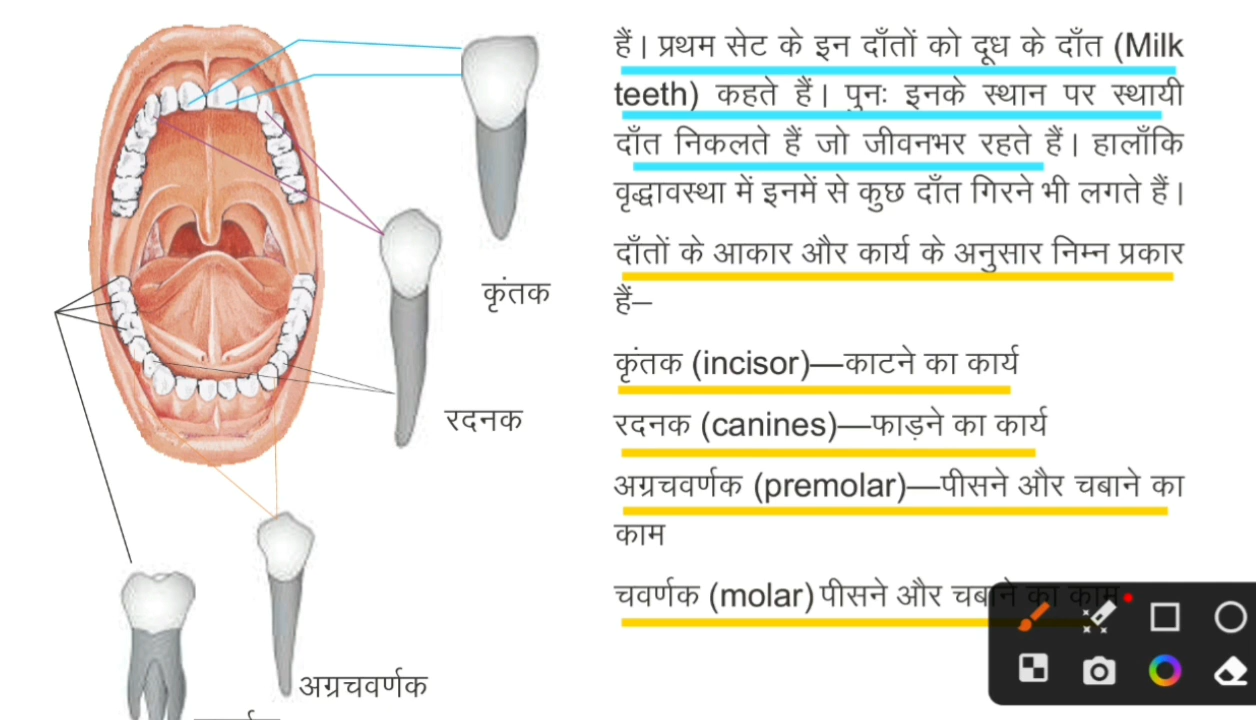 हैं। प्रथम सेट के इन दाँतों को दूध के दाँत (Milk
teeth) कहते हैं। पुनः इनके स्थान पर स्थायी
दाँत निकलते हैं जो जीवनभर रहते हैं। हालाँकि
वृद्धावस्था में इनमें से कुछ दाँत गिरने भी लगते हैं।
दाँतों के आकार और कार्य के अनुसार निम्न प्रकार
हैं–
कृंतक (incisor)—काटने का कार्य
रदनक (canines)—फाड़ने का कार्य
अग्रचवर्णक (premolar)—पीसने और चबाने का
काम
चवर्णक (molar) पीसने और चबाने का काम
कृंतक
रदनक
अग्रचवर्णक